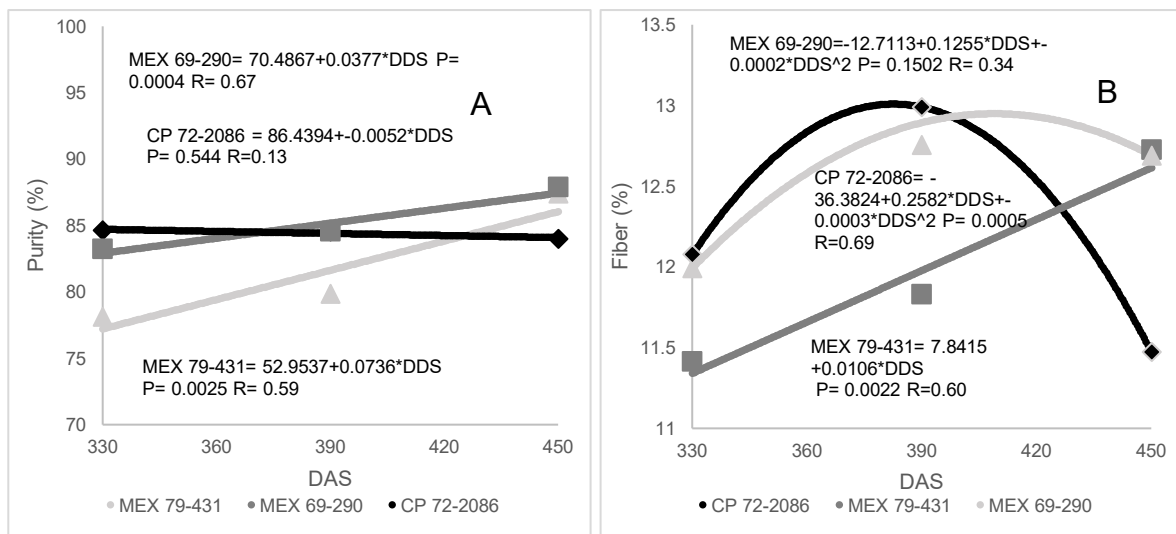 100
95
90
85
80
75
70
Purity (%)
MEX 69-290= 70.4867+0.0377*DDS P=
0.0004 R= 0.67
A
CP 72-2086 = 86.4394+-0.0052*DDS
P= 0.544 R=0.13
MEX 79-431= 52.9537+0.0736*DDS
P= 0.0025 R= 0.59
330 360 390 420 450
DAS
MEX 79-431 MEX 69-290 CP 72-2086
13.5
13
12.5
12
11.5
11
Fiber (%)
MEX 69-290=-12.7113+0.1255*DDS+-
0.0002*DDS^2 P= 0.1502 R= 0.34
B
CP 72-2086= -
36.3824+0.2582*DDS+-
0.0003*DDS^2 P= 0.0005
R=0.69
MEX 79-431= 7.8415
+0.0106*DDS
P= 0.0022 R=0.60
330 360 390 420 450
DAS
CP 72-2086 MEX 79-431 MEX 69-290